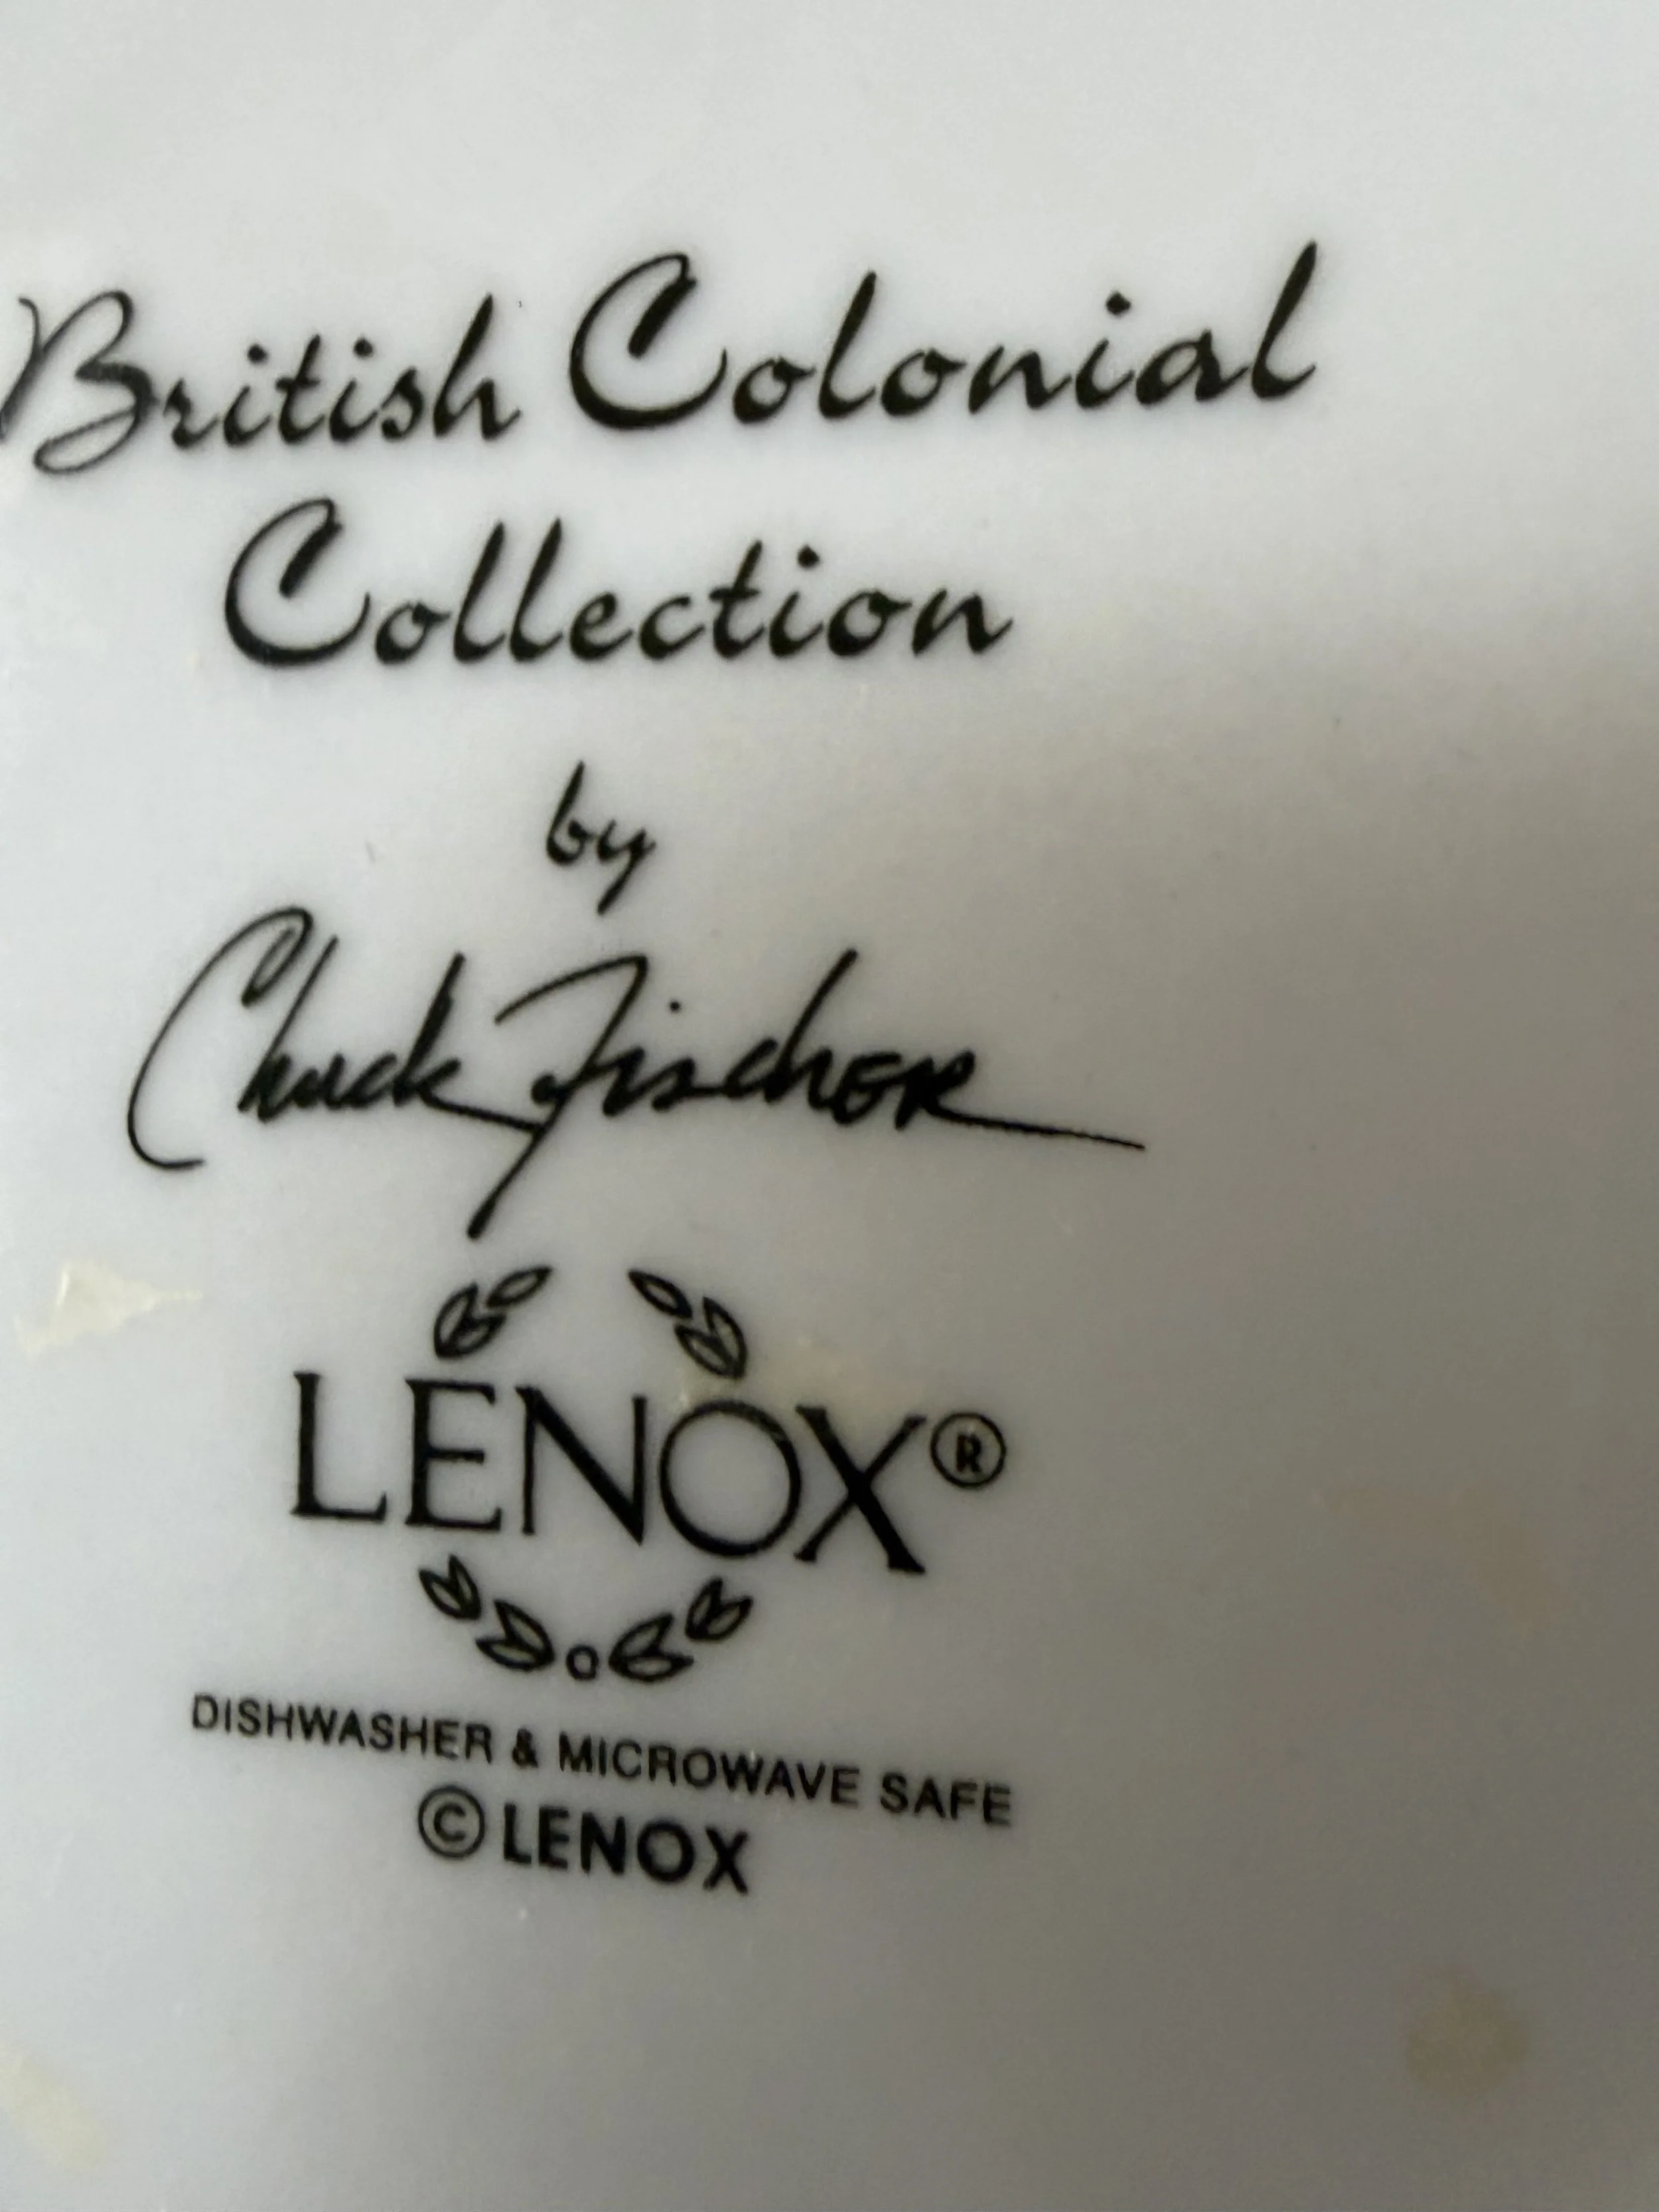 British Colonial
Collection
by
Chuck Fischer
LENOX®
DISHWASHER & MICROWAVE SAFE
© LENOX